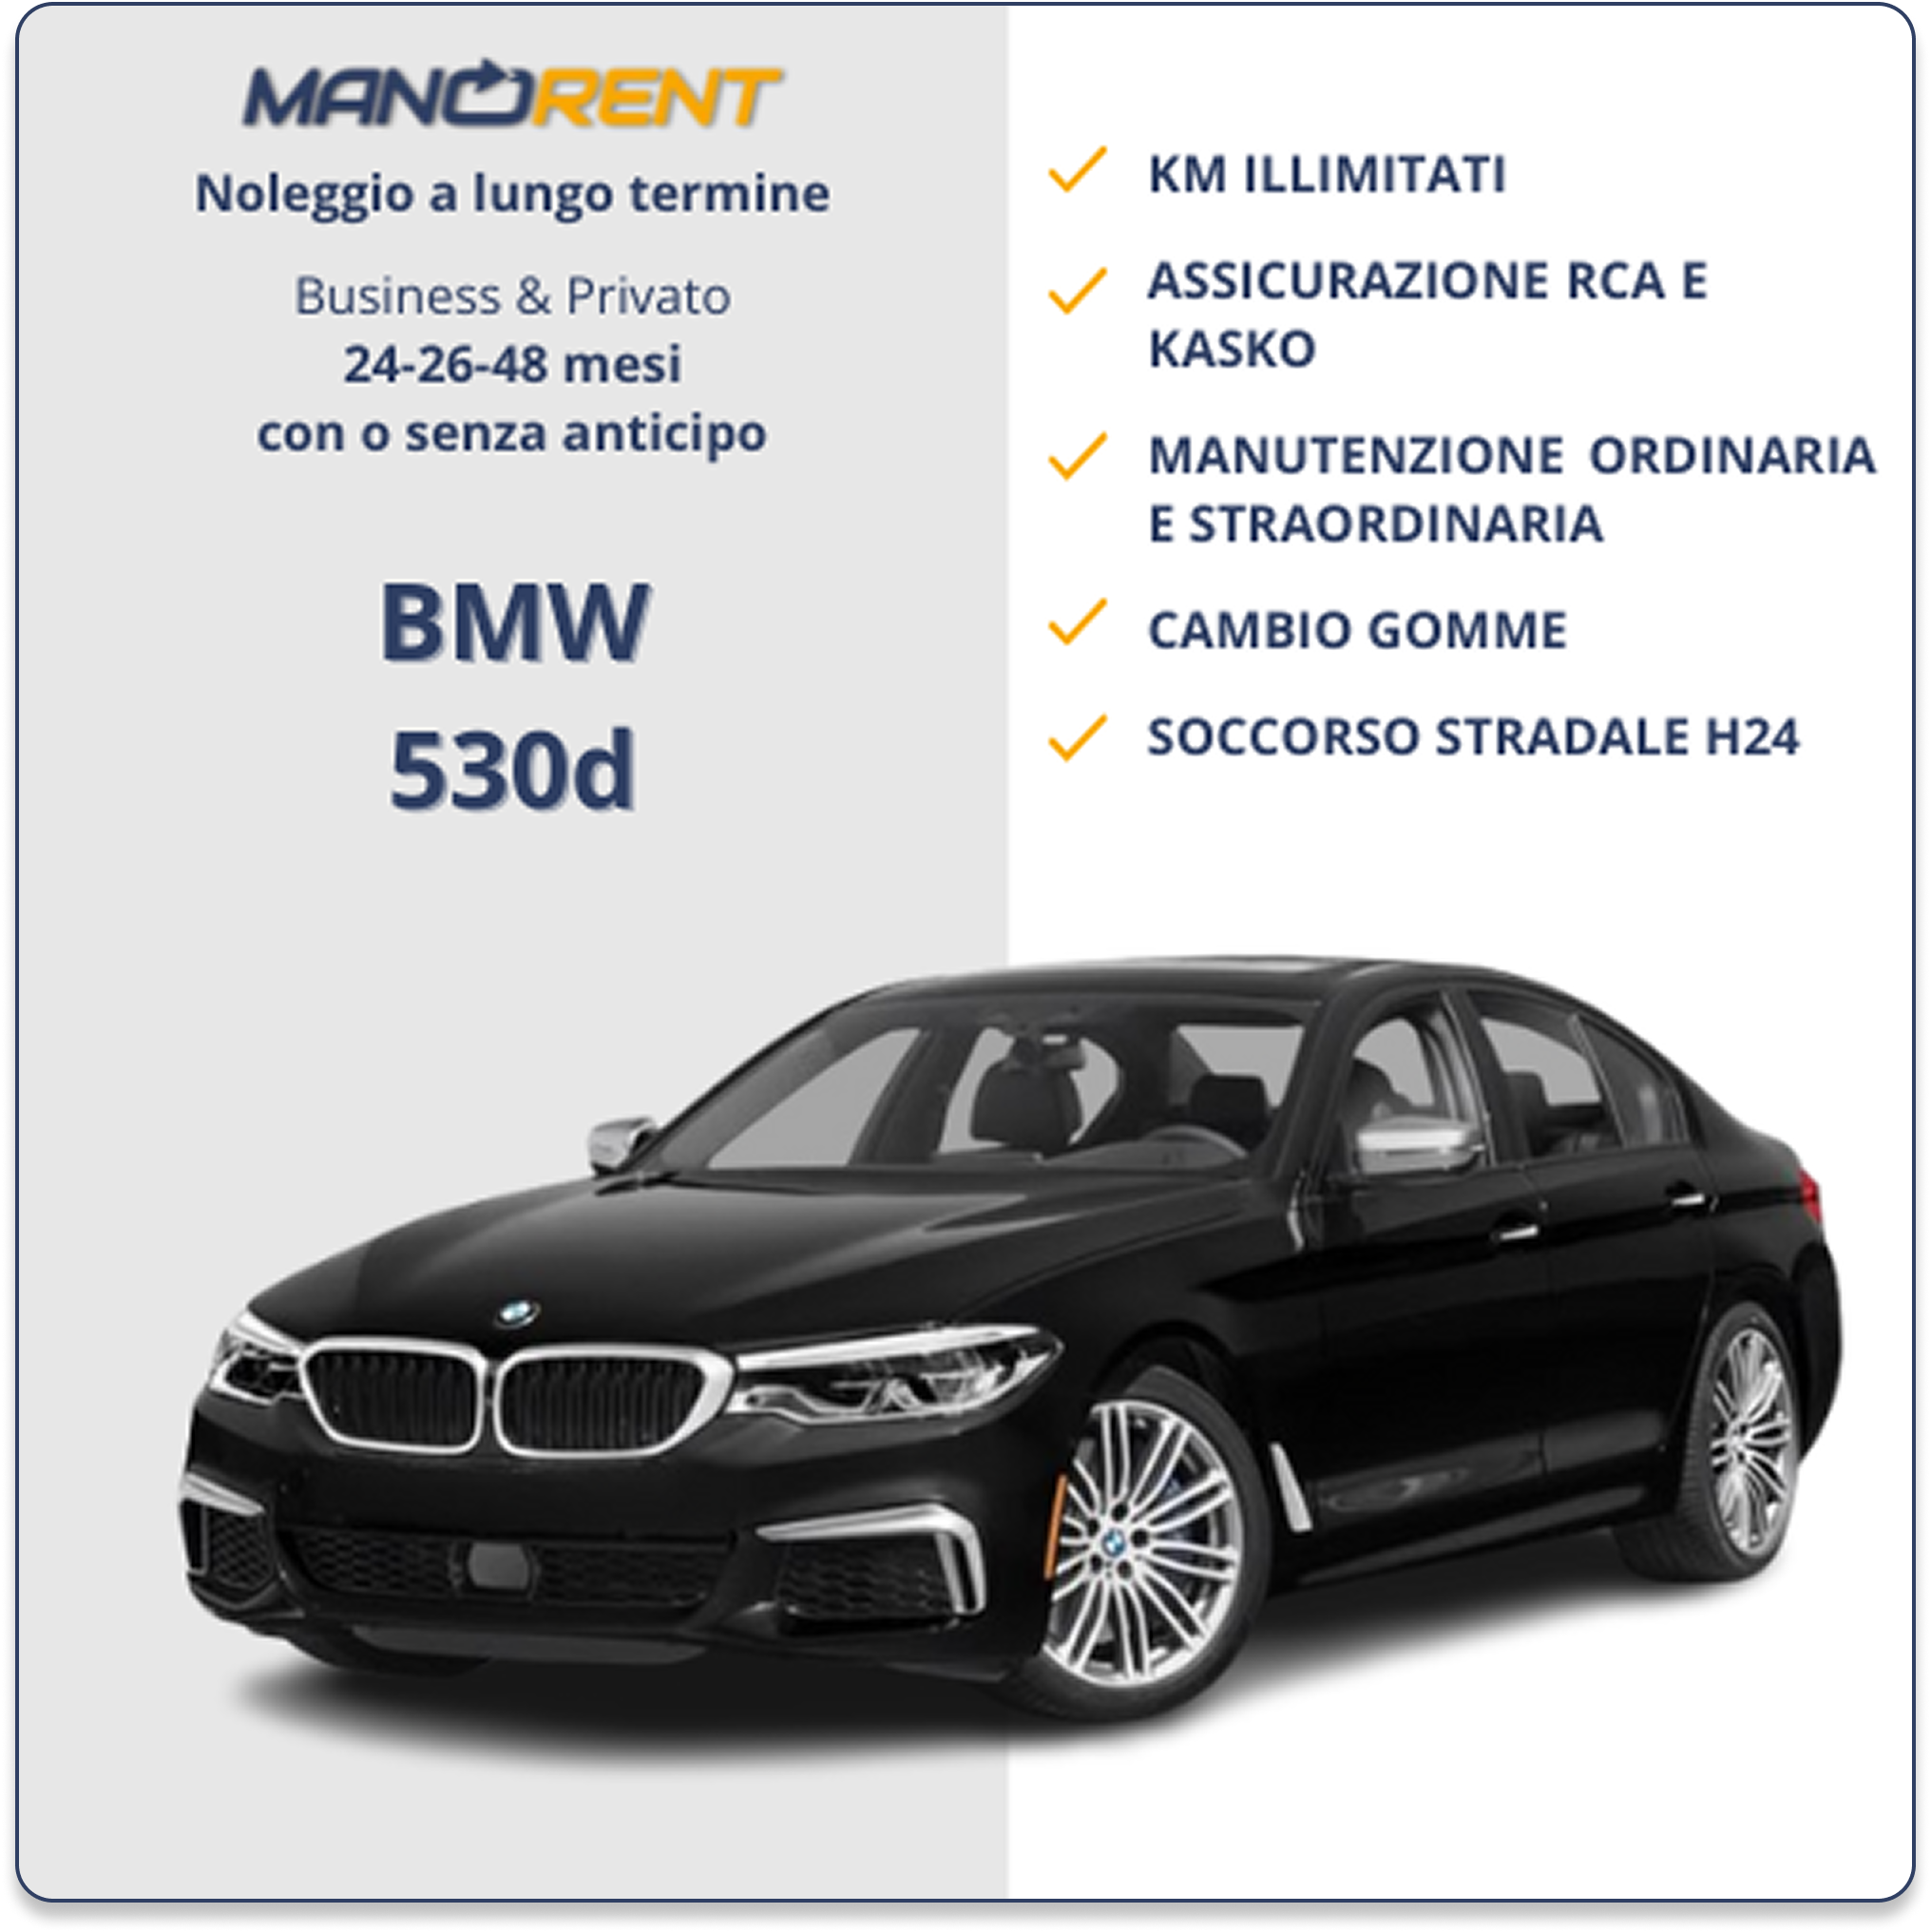 MANORENT
Noleggio a lungo termine
Business & Privato
24-26-48 mesi
con o senza anticipo
BMW
530d
KM ILLIMITATI
ASSICURAZIONE RCA E
KASKO
MANUTENZIONE ORDINARIA
E STRAORDINARIA
CAMBIO GOMME
SOCCORSO STRADALE H24